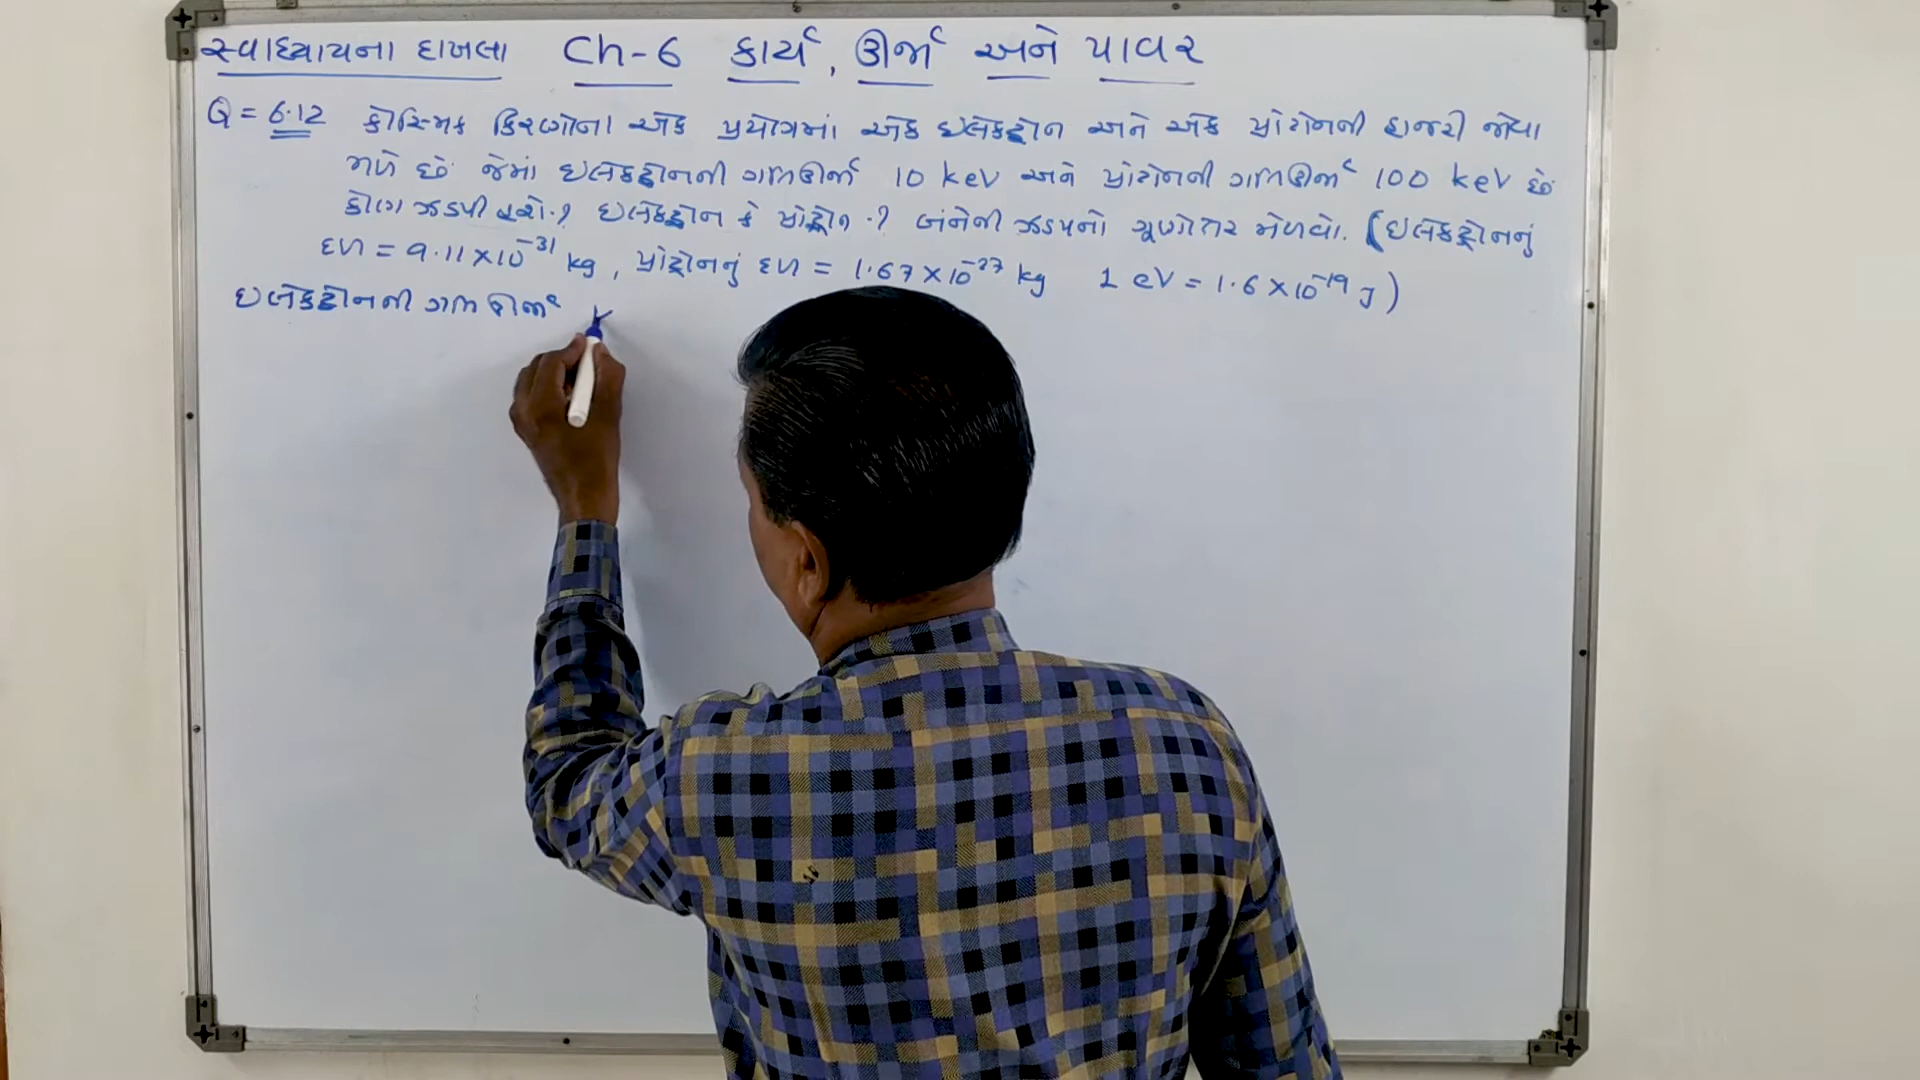 સ્વાધ્યાયના દાખલા Ch-6 કાર્ય, ઊર્જા અને પાવર
Q = 6.12 કોસ્મિક કિરણોના એક પ્રયોગમાં એક ઇલેક્ટ્રોન અને એક પ્રોટોનની હાજરી જોવા
મળે છે જેમાં ઇલેક્ટ્રોનની ગતિઊર્જા 10 keV અને પ્રોટોનની ગતિઊર્જા 100 keV છે
કોણ ઝડપી હશે.? ઇલેક્ટ્રોન કે પ્રોટ્રોન .? બંનેની ઝડપનો ગુણોત્તર મેળવો. (ઇલેક્ટ્રોનનું
દળ = 9.11 × 10⁻³¹ kg, પ્રોટ્રોનનું દળ = 1.67 × 10⁻²⁷ kg 1 eV = 1.6 × 10⁻¹⁹ J)
ઇલેક્ટ્રોનની ગતિ ઊર્જા